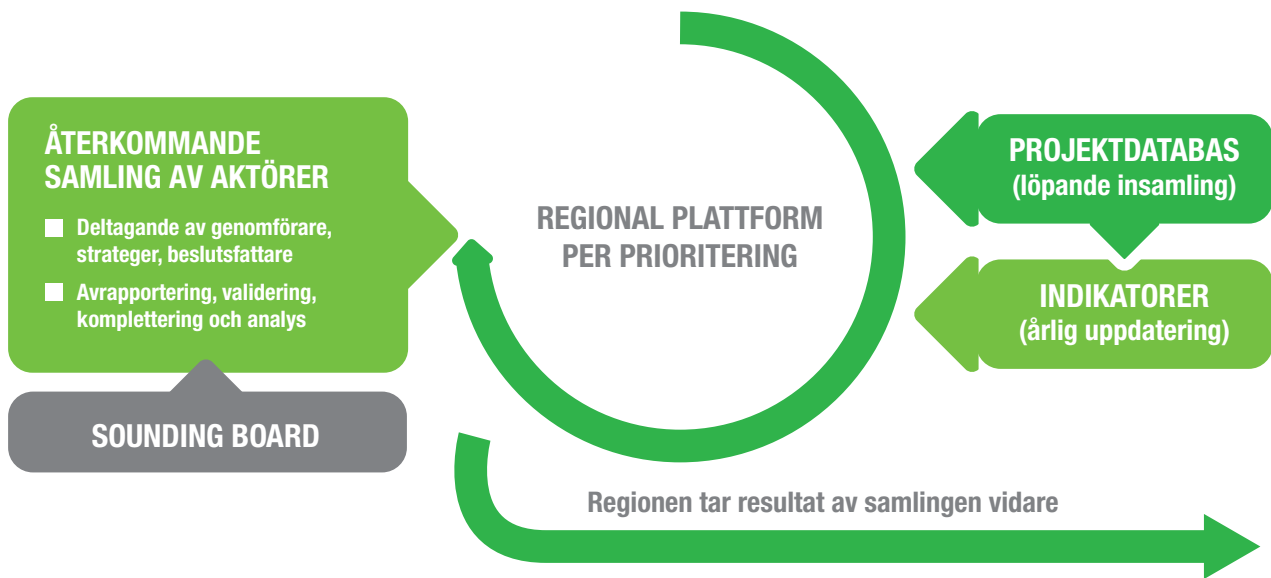 ÅTERKOMMANDE
SAMLING AV AKTÖRER
Deltagande av genomförare,
strateger, beslutsfattare
Avrapportering, validering,
komplettering och analys
SOUNDING BOARD
REGIONAL PLATTFORM
PER PRIORITERING
PROJEKTDATABAS
(löpande insamling)
INDIKATORER
(årlig uppdatering)
Regionen tar resultat av samlingen vidare